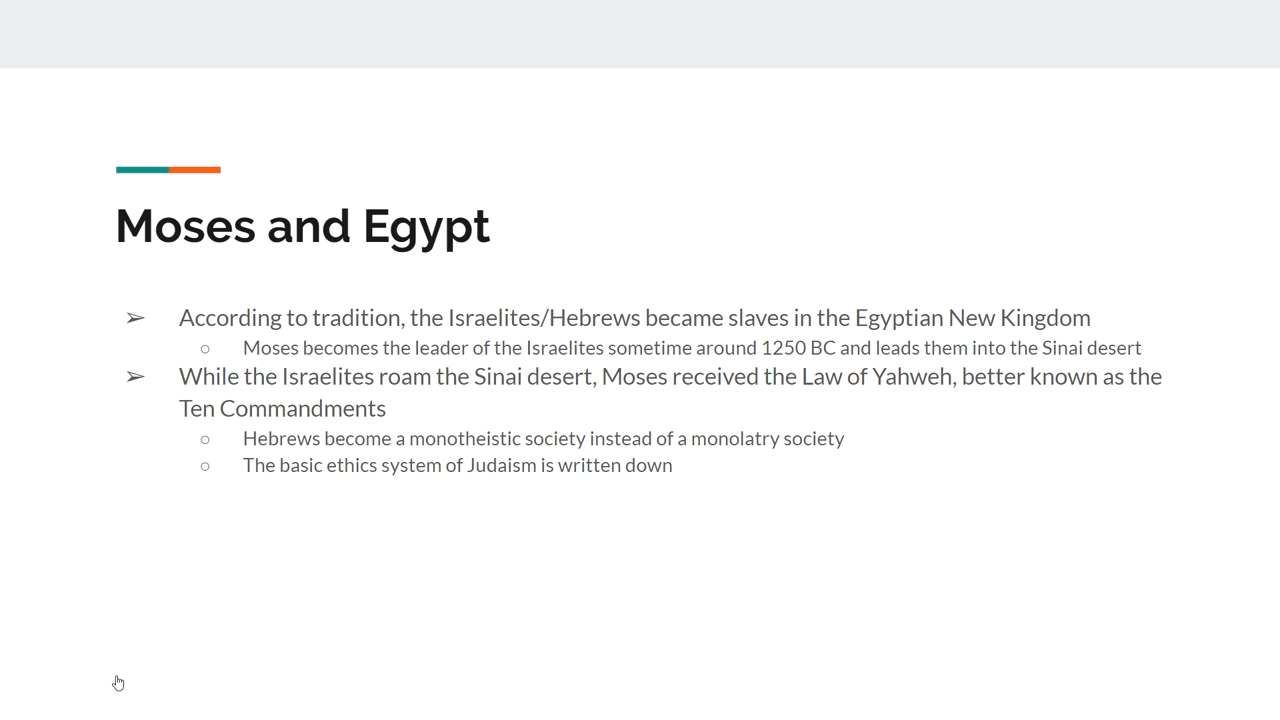 Moses and Egypt
➢ According to tradition, the Israelites/Hebrews became slaves in the Egyptian New Kingdom
○ Moses becomes the leader of the Israelites sometime around 1250 BC and leads them into the Sinai desert
➢ While the Israelites roam the Sinai desert, Moses received the Law of Yahweh, better known as the
Ten Commandments
○ Hebrews become a monotheistic society instead of a monolatry society
○ The basic ethics system of Judaism is written down